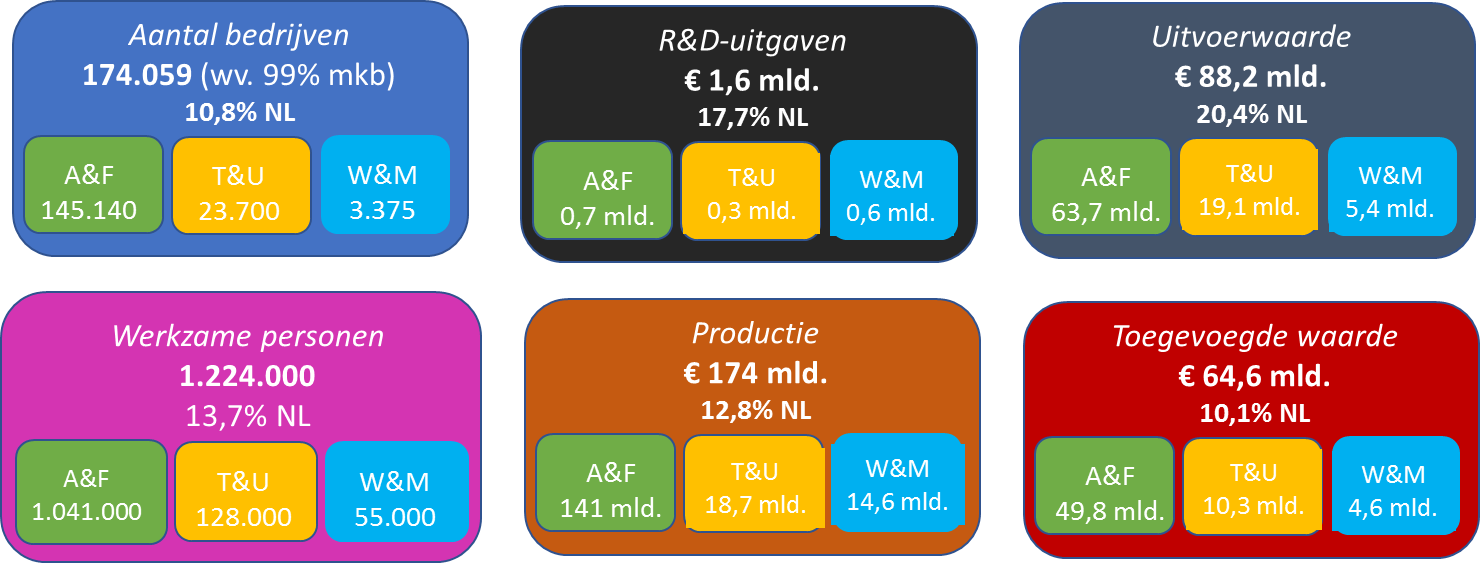 Aantal bedrijven
174.059 (wv. 99% mkb)
10,8% NL
A&F
145.140
T&U
23.700
W&M
3.375
R&D-uitgaven
€ 1,6 mld.
17,7% NL
A&F
0,7 mld.
T&U
0,3 mld.
W&M
0,6 mld.
Uitvoerwaarde
€ 88,2 mld.
20,4% NL
A&F
63,7 mld.
T&U
19,1 mld.
W&M
5,4 mld.
Werkzame personen
1.224.000
13,7% NL
A&F
1.041.000
T&U
128.000
W&M
55.000
Productie
€ 174 mld.
12,8% NL
A&F
141 mld.
T&U
18,7 mld.
W&M
14,6 mld.
Toegevoegde waarde
€ 64,6 mld.
10,1% NL
A&F
49,8 mld.
T&U
10,3 mld.
W&M
4,6 mld.